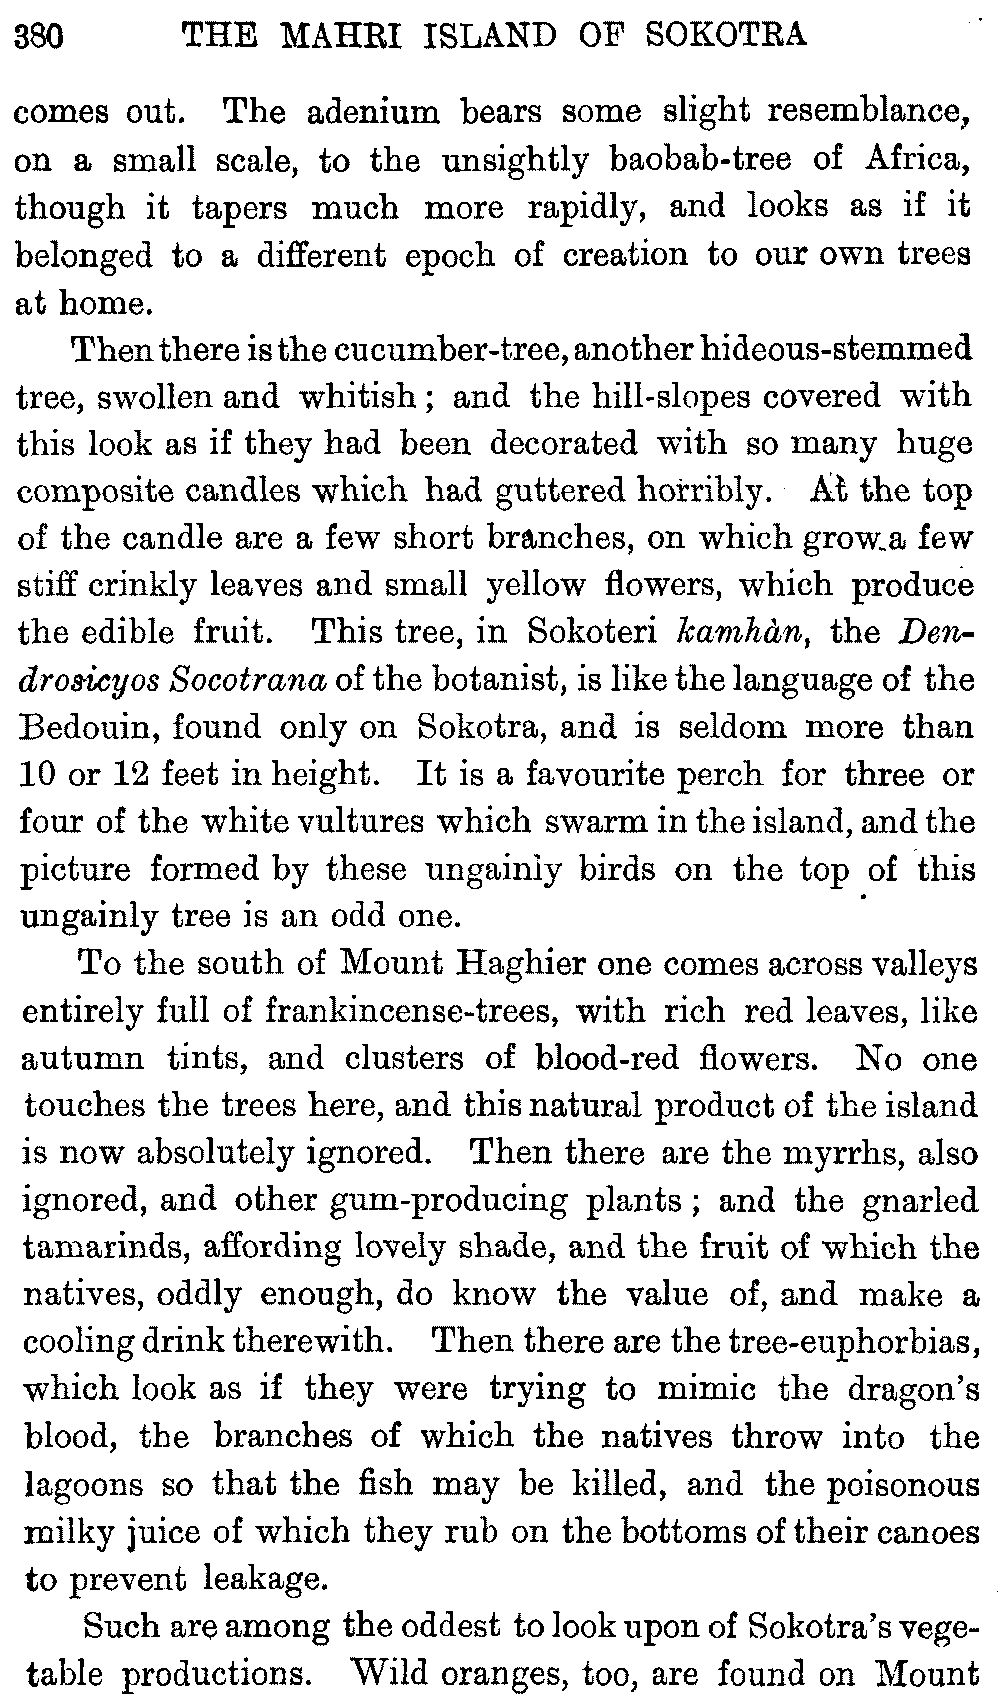 380 THE MAHRI ISLAND OF SOKOTRA
comes out. The adenium bears some slight resemblance,
on a small scale, to the unsightly baobab-tree of Africa,
though it tapers much more rapidly, and looks as if it
belonged to a different epoch of creation to our own trees
at home.
Then there is the cucumber-tree, another hideous-stemmed
tree, swollen and whitish; and the hill-slopes covered with
this look as if they had been decorated with so many huge
composite candles which had guttered horribly. At the top
of the candle are a few short branches, on which grow a few
stiff crinkly leaves and small yellow flowers, which produce
the edible fruit. This tree, in Sokoteri kamhàn, the Den-
drosicyos Socotrana of the botanist, is like the language of the
Bedouin, found only on Sokotra, and is seldom more than
10 or 12 feet in height. It is a favourite perch for three or
four of the white vultures which swarm in the island, and the
picture formed by these ungainly birds on the top of this
ungainly tree is an odd one.
To the south of Mount Haghier one comes across valleys
entirely full of frankincense-trees, with rich red leaves, like
autumn tints, and clusters of blood-red flowers. No one
touches the trees here, and this natural product of the island
is now absolutely ignored. Then there are the myrrhs, also
ignored, and other gum-producing plants; and the gnarled
tamarinds, affording lovely shade, and the fruit of which the
natives, oddly enough, do know the value of, and make a
cooling drink therewith. Then there are the tree-euphorbias,
which look as if they were trying to mimic the dragon's
blood, the branches of which the natives throw into the
lagoons so that the fish may be killed, and the poisonous
milky juice of which they rub on the bottoms of their canoes
to prevent leakage.
Such are among the oddest to look upon of Sokotra's vege-
table productions. Wild oranges, too, are found on Mount